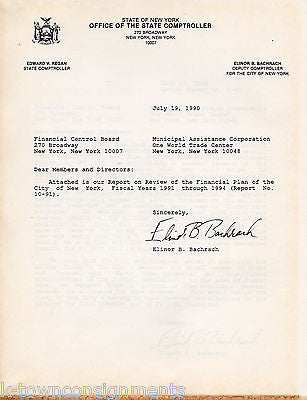 STATE OF NEW YORK
OFFICE OF THE STATE COMPTROLLER
270 BROADWAY
NEW YORK, NEW YORK
10007
EDWARD V. REGAN
STATE COMPTROLLER
ELINOR B. BACHRACH
DEPUTY COMPTROLLER
FOR THE CITY OF NEW YORK
July 19, 1990
Financial Control Board
270 Broadway
New York, New York 10007
Municipal Assistance Corporation
One World Trade Center
New York, New York 10048
Dear Members and Directors:
Attached is our Report on Review of the Financial Plan of the
City of New York, Fiscal Years 1991 through 1994 (Report No.
10-91).
Sincerely,
Elinor B Bachrach
Elinor B. Bachrach
k-townconsignments